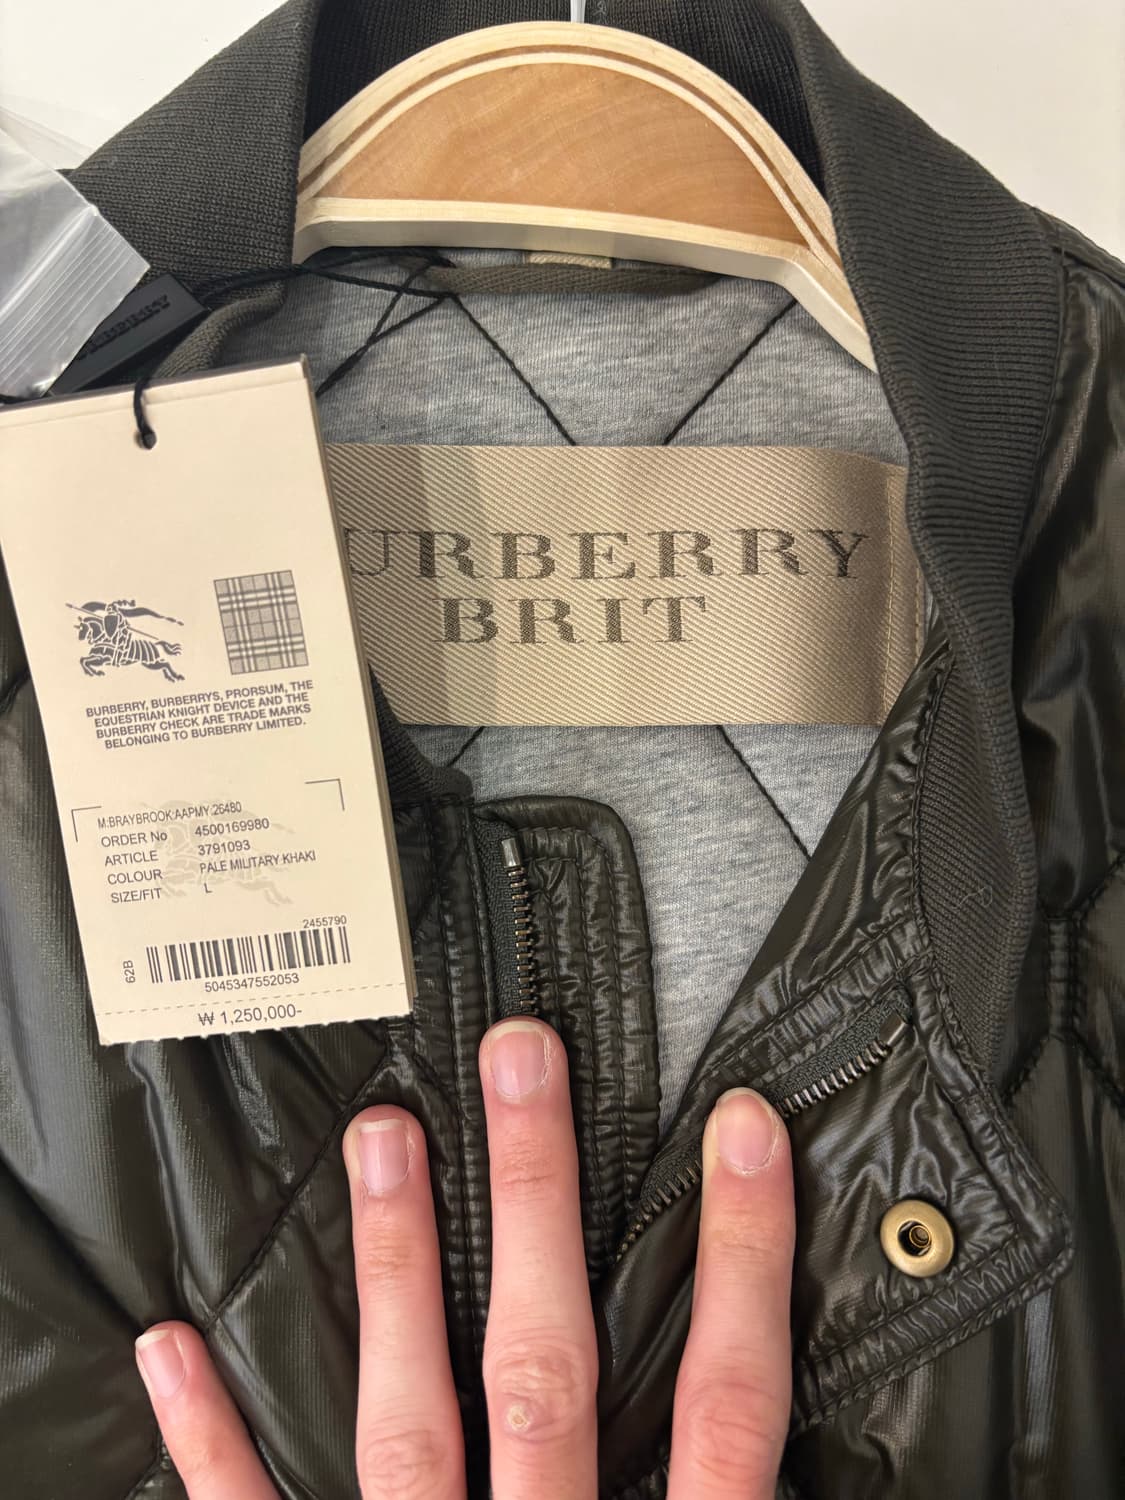 BURBERRY
URBERRY
BRIT
BURBERRY, BURBERRYS, PRORSUM, THE
EQUESTRIAN KNIGHT DEVICE AND THE
BURBERRY CHECK ARE TRADE MARKS
BELONGING TO BURBERRY LIMITED.
M:BRAYBROOK:AAPMY:26480
ORDER No 4500169980
ARTICLE 3791093
COLOUR PALE MILITARY KHAKI
SIZE/FIT L
2455790
62B
5045347552053
₩ 1,250,000-